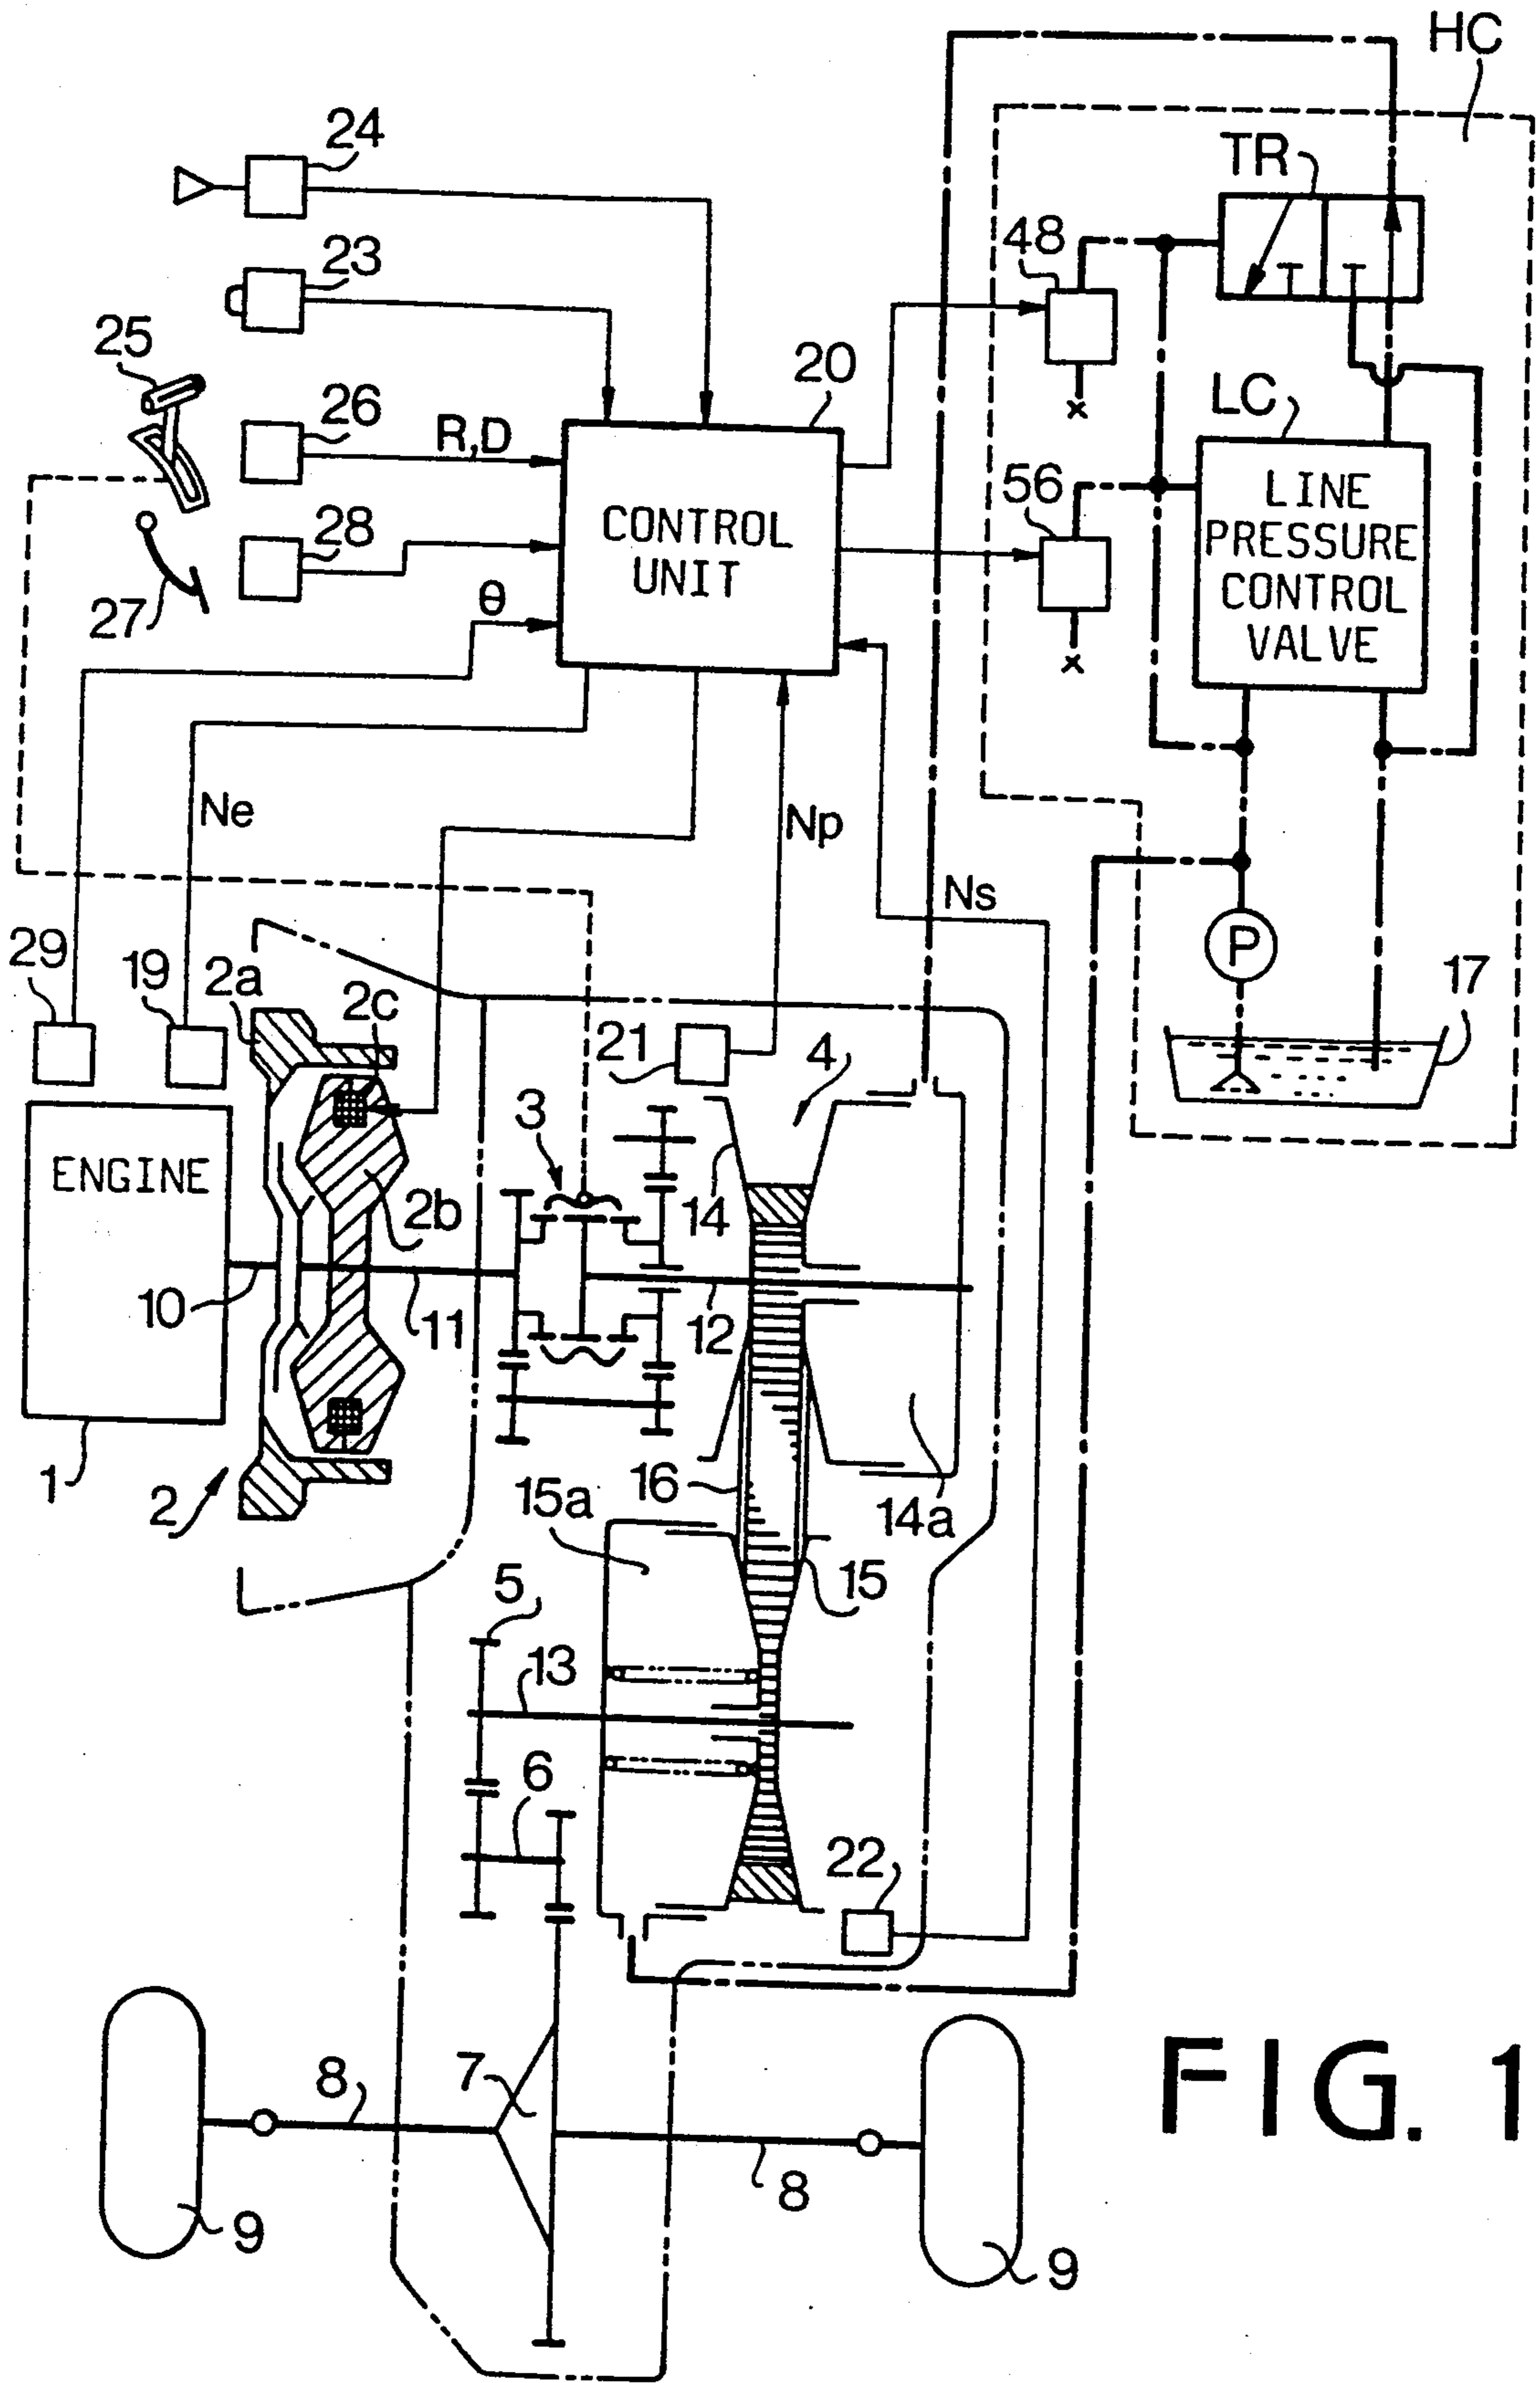 HC
24
TR
23
48
25
20
26
R,D
LC
56
LINE
PRESSURE
CONTROL
VALVE
CONTROL
UNIT
28
27
θ
Ne
Np
Ns
P
29
19
2a
2c
21
4
17
3
ENGINE
14
2b
10
11
12
1
2
15a
16
14a
15
5
13
6
22
7
8
8
9
9
FIG. 1